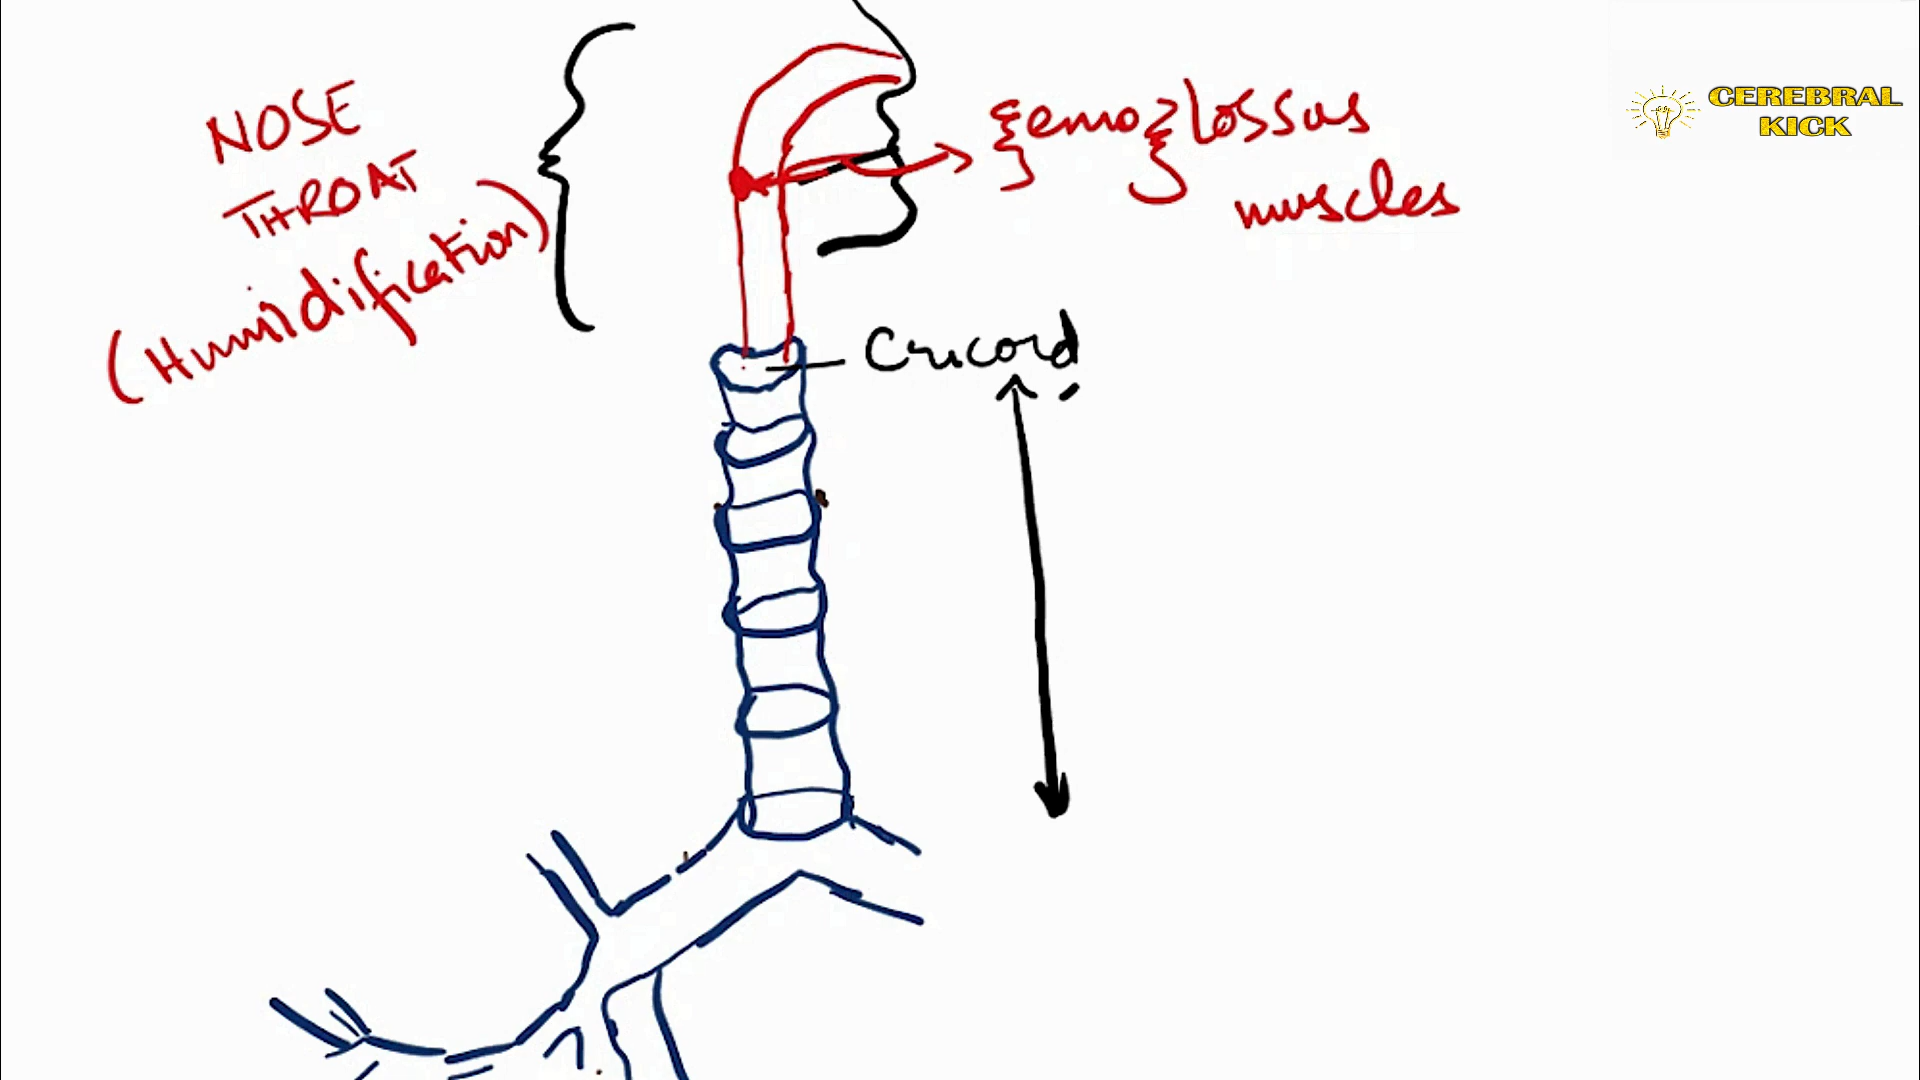 NOSE
THROAT
(Humidification)
genioglossus
muscles
Cricoid
CEREBRAL
KICK